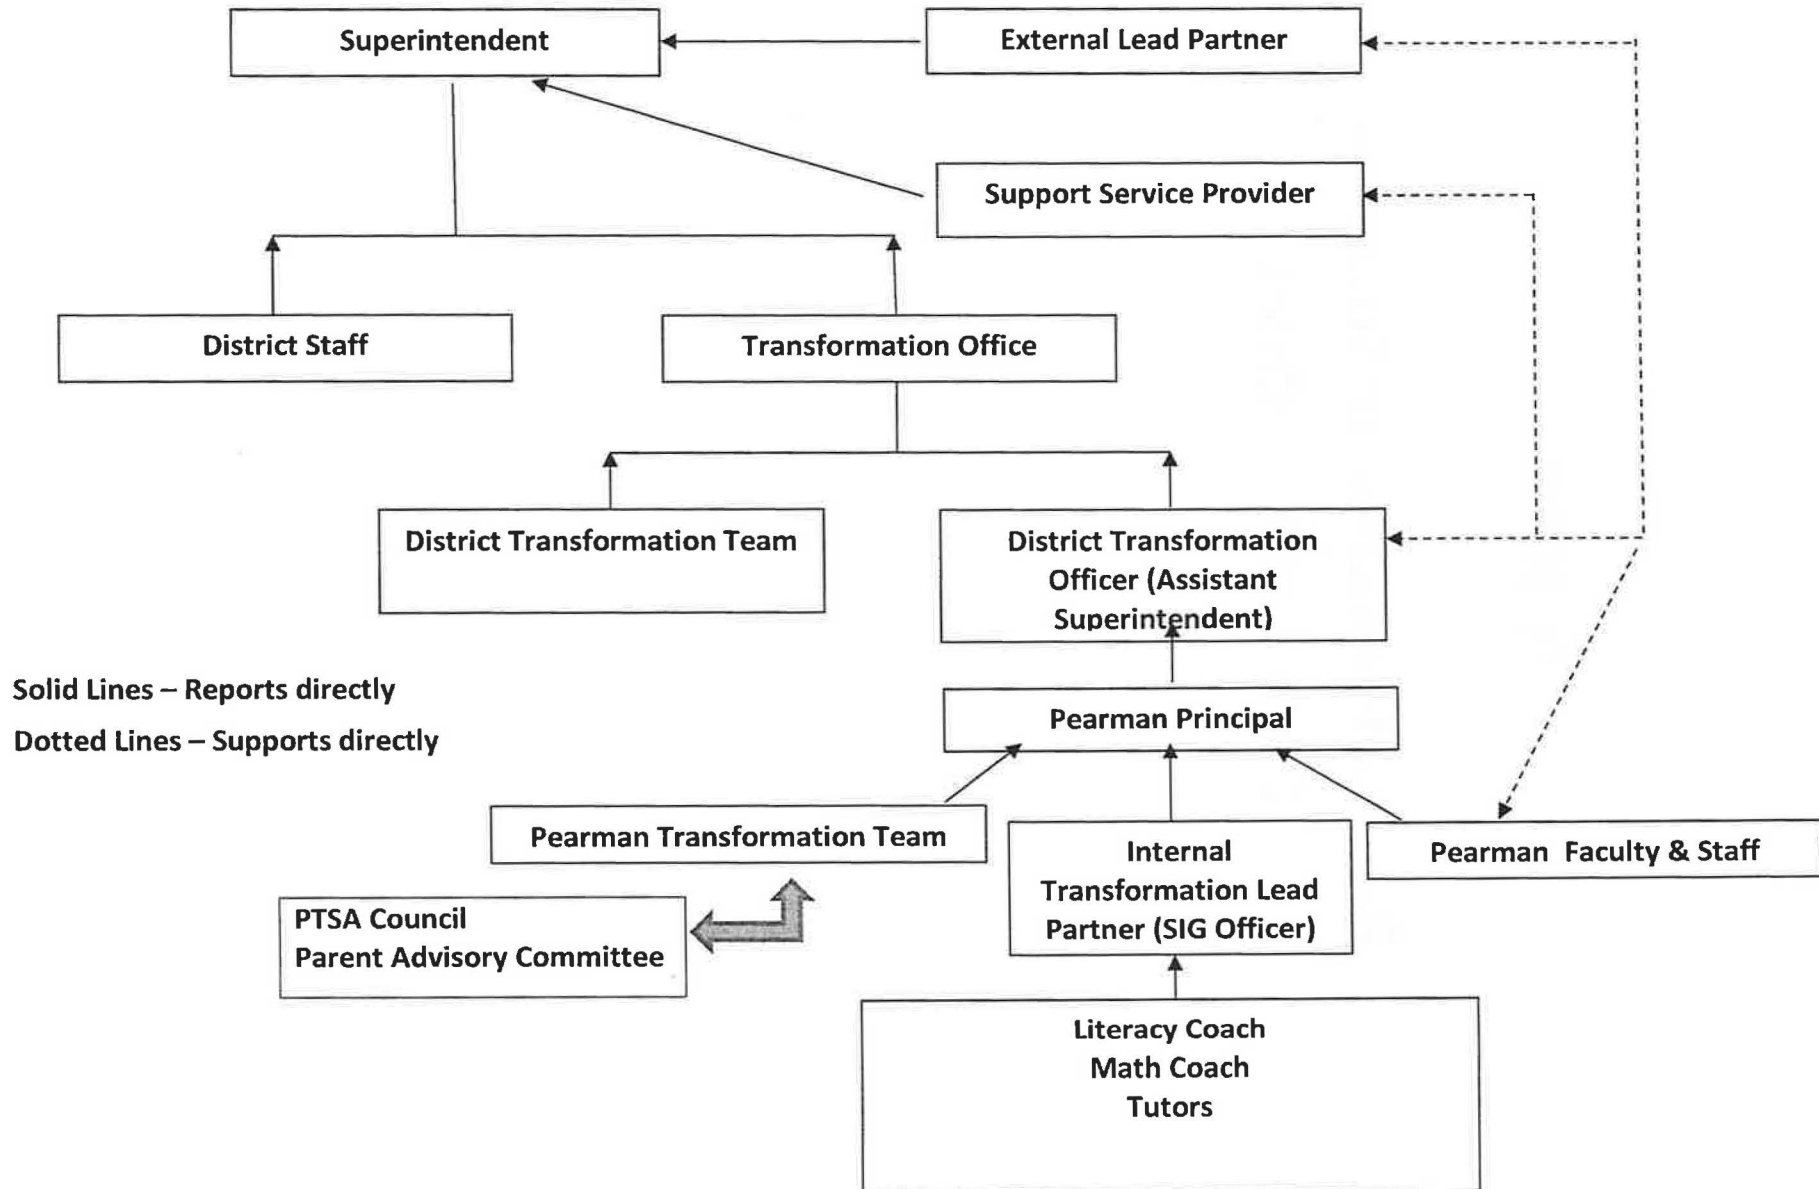 Superintendent
External Lead Partner
Support Service Provider
District Staff
Transformation Office
District Transformation Team
District Transformation
Officer (Assistant
Superintendent)
Solid Lines – Reports directly
Dotted Lines – Supports directly
Pearman Principal
Pearman Transformation Team
Internal
Transformation Lead
Partner (SIG Officer)
Pearman Faculty & Staff
PTSA Council
Parent Advisory Committee
Literacy Coach
Math Coach
Tutors